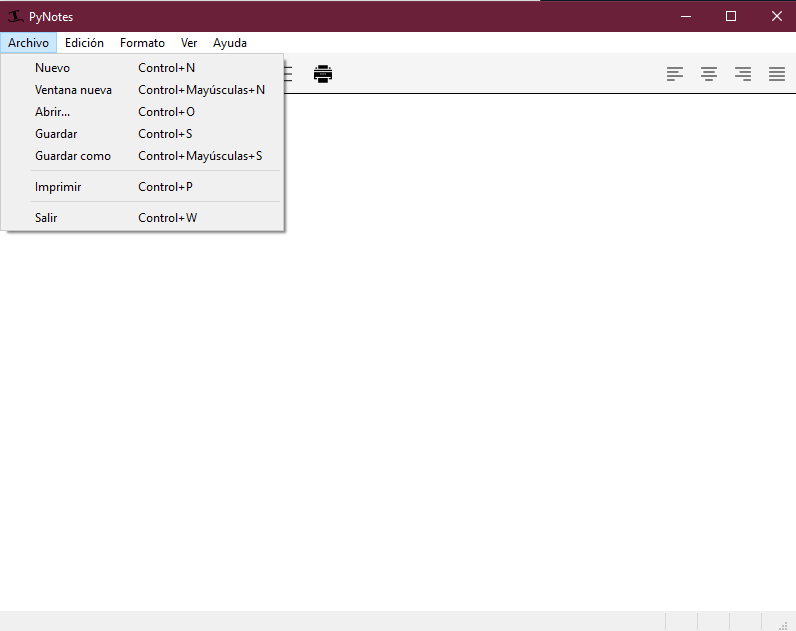 PyNotes
Archivo Edición Formato Ver Ayuda
Nuevo Control+N
Ventana nueva Control+Mayúsculas+N
Abrir... Control+O
Guardar Control+S
Guardar como Control+Mayúsculas+S
Imprimir Control+P
Salir Control+W